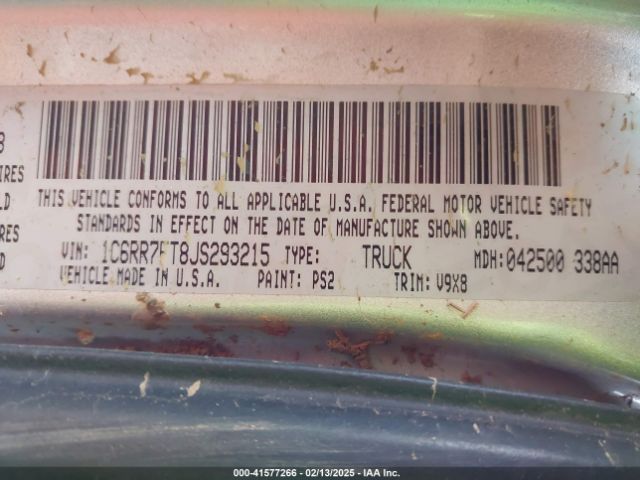 8
IRES
LD
IRES
D
THIS VEHICLE CONFORMS TO ALL APPLICABLE U.S.A. FEDERAL MOTOR VEHICLE SAFETY
STANDARDS IN EFFECT ON THE DATE OF MANUFACTURE SHOWN ABOVE.
VIN: 1C6RR7FT8JS293215 TYPE: TRUCK MDH:042500 338AA
VEHICLE MADE IN U.S.A. PAINT: PS2 TRIM: V9X8
000-41577266 - 02/13/2025 - IAA Inc.